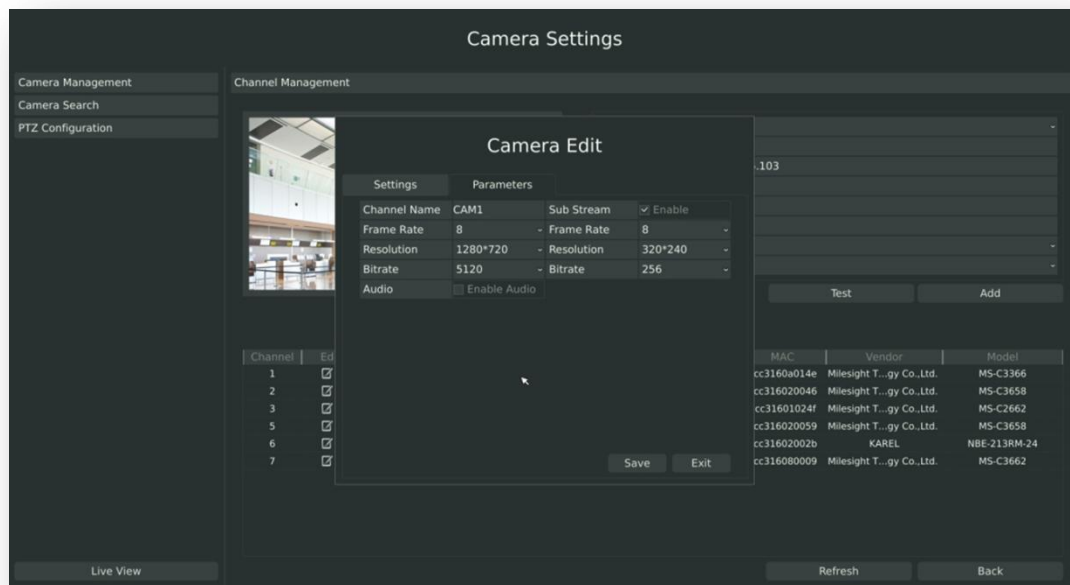 Camera Settings
Camera Management
Camera Search
PTZ Configuration
Channel Management
.103
Camera Edit
Settings Parameters
Channel Name CAM1 Sub Stream Enable
Frame Rate 8 Frame Rate 8
Resolution 1280*720 Resolution 320*240
Bitrate 5120 Bitrate 256
Audio Enable Audio
Save Exit
Test Add
Channel Ed MAC Vendor Model
1 cc3160a014e Milesight T...gy Co.,Ltd. MS-C3366
2 cc316020046 Milesight T...gy Co.,Ltd. MS-C3658
3 cc31601024f Milesight T...gy Co.,Ltd. MS-C2662
5 cc316020059 Milesight T...gy Co.,Ltd. MS-C3658
6 cc31602002b KAREL NBE-213RM-24
7 cc316080009 Milesight T...gy Co.,Ltd. MS-C3662
Live View Refresh Back